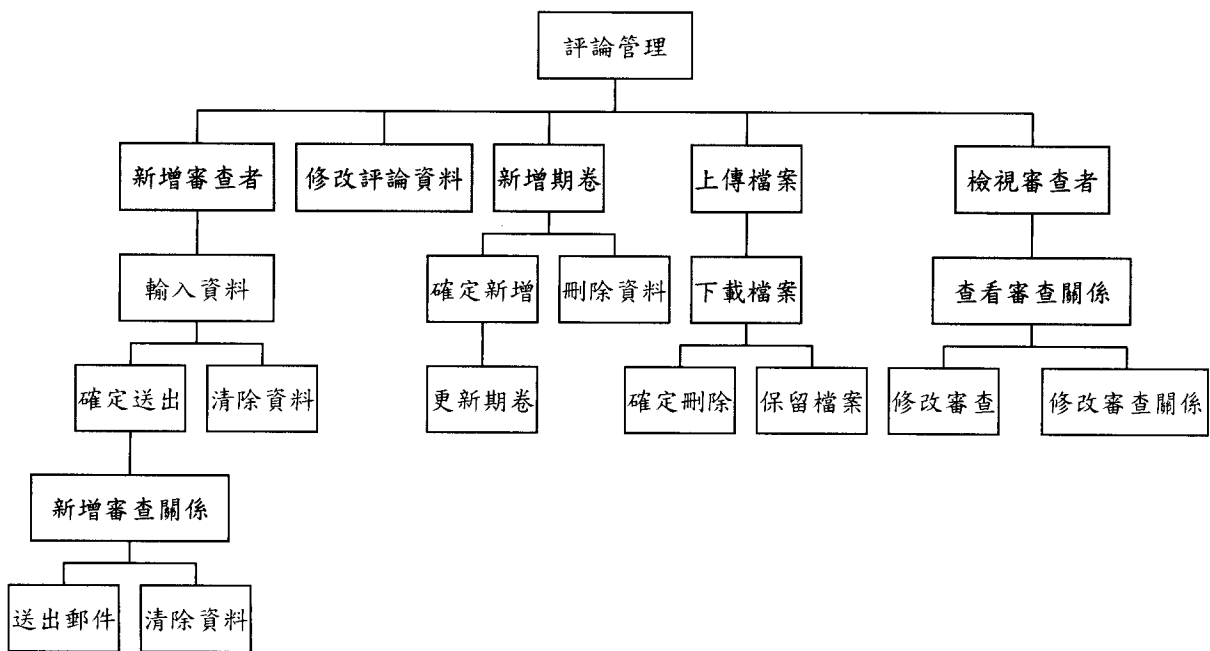 評論管理
新增審查者
修改評論資料
新增期卷
上傳檔案
檢視審查者
輸入資料
確定新增
刪除資料
下載檔案
查看審查關係
確定送出
清除資料
更新期卷
確定刪除
保留檔案
修改審查
修改審查關係
新增審查關係
送出郵件
清除資料